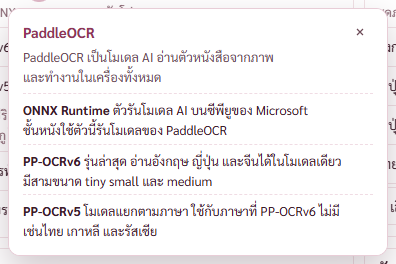 PaddleOCR
×
PaddleOCR เป็นโมเดล AI อ่านตัวหนังสือจากภาพ
และทำงานในเครื่องทั้งหมด
ONNX Runtime ตัวรันโมเดล AI บนซีพียูของ Microsoft
ชั้นหนังใช้ตัวนี้รันโมเดลของ PaddleOCR
PP-OCRv6 รุ่นล่าสุด อ่านอังกฤษ ญี่ปุ่น และจีนได้ในโมเดลเดียว
มีสามขนาด tiny small และ medium
PP-OCRv5 โมเดลแยกตามภาษา ใช้กับภาษาที่ PP-OCRv6 ไม่มี
เช่นไทย เกาหลี และรัสเซีย